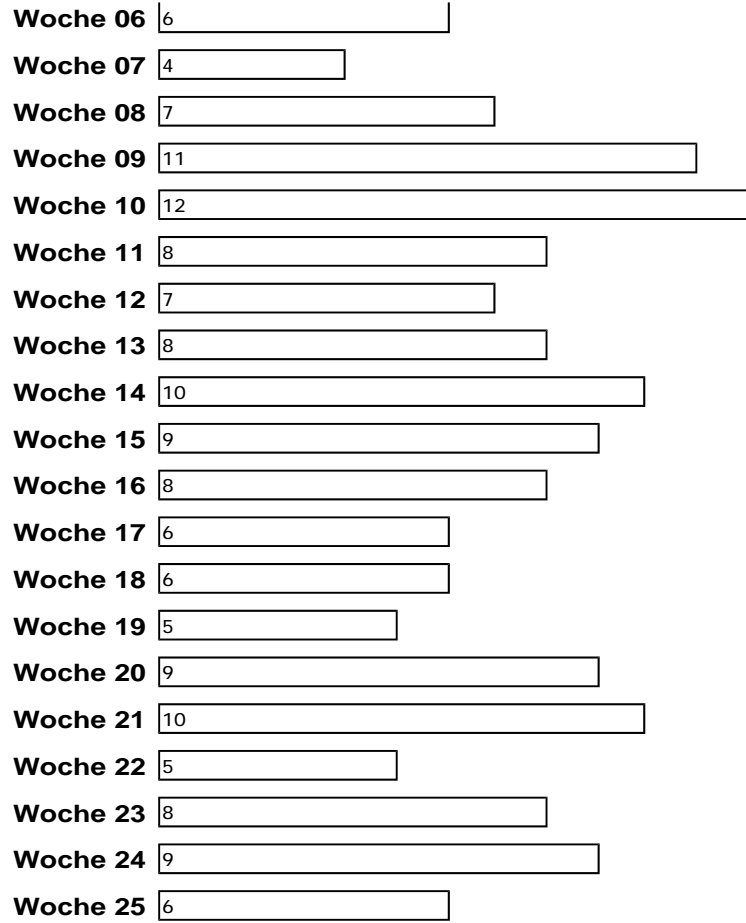 Woche 06 6
Woche 07 4
Woche 08 7
Woche 09 11
Woche 10 12
Woche 11 8
Woche 12 7
Woche 13 8
Woche 14 10
Woche 15 9
Woche 16 8
Woche 17 6
Woche 18 6
Woche 19 5
Woche 20 9
Woche 21 10
Woche 22 5
Woche 23 8
Woche 24 9
Woche 25 6